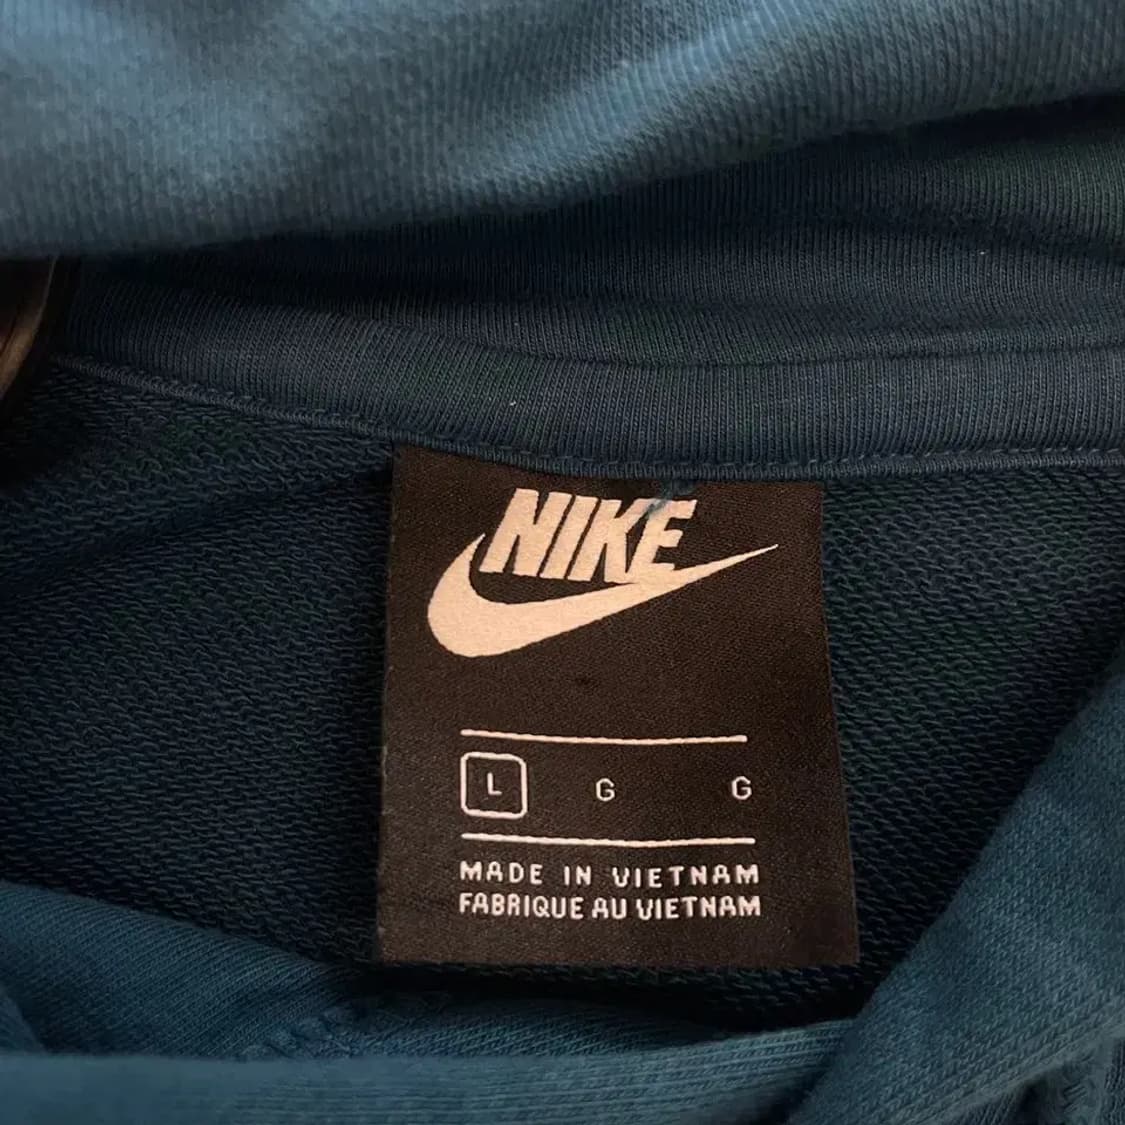 NIKE
L G G
MADE IN VIETNAM
FABRIQUE AU VIETNAM